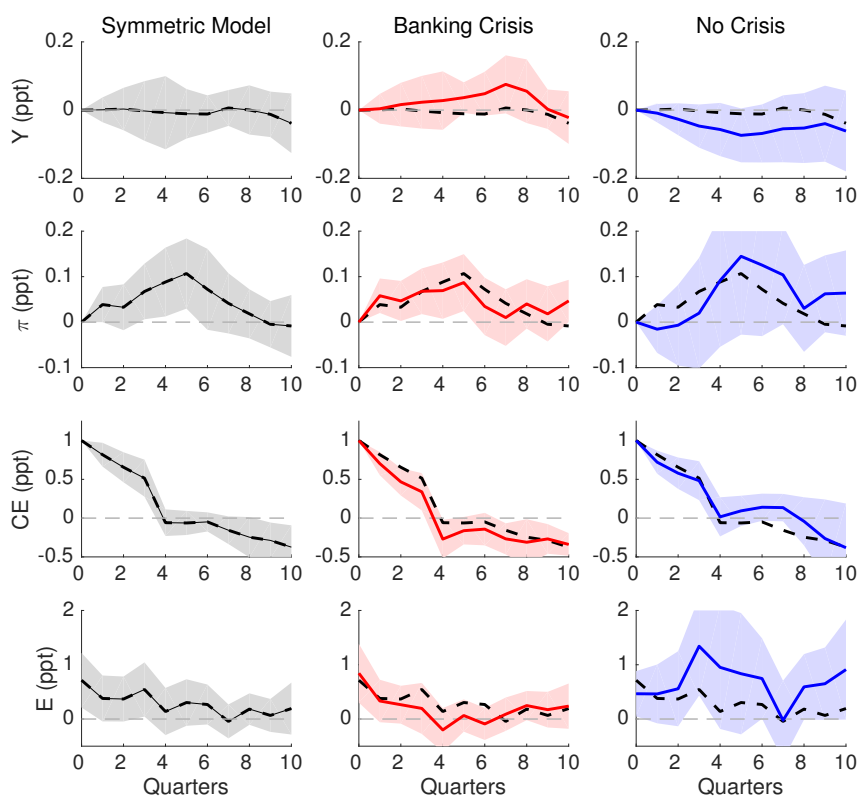 Symmetric Model Banking Crisis No Crisis
Y (ppt)
0.2 0.2 0.2
0 0 0
-0.2 -0.2 -0.2
0 2 4 6 8 10 0 2 4 6 8 10 0 2 4 6 8 10
π (ppt)
0.2 0.2 0.2
0.1 0.1 0.1
0 0 0
-0.1 -0.1 -0.1
0 2 4 6 8 10 0 2 4 6 8 10 0 2 4 6 8 10
CE (ppt)
1 1 1
0.5 0.5 0.5
0 0 0
-0.5 -0.5 -0.5
0 2 4 6 8 10 0 2 4 6 8 10 0 2 4 6 8 10
E (ppt)
2 2 2
1 1 1
0 0 0
0 2 4 6 8 10 0 2 4 6 8 10 0 2 4 6 8 10
Quarters Quarters Quarters